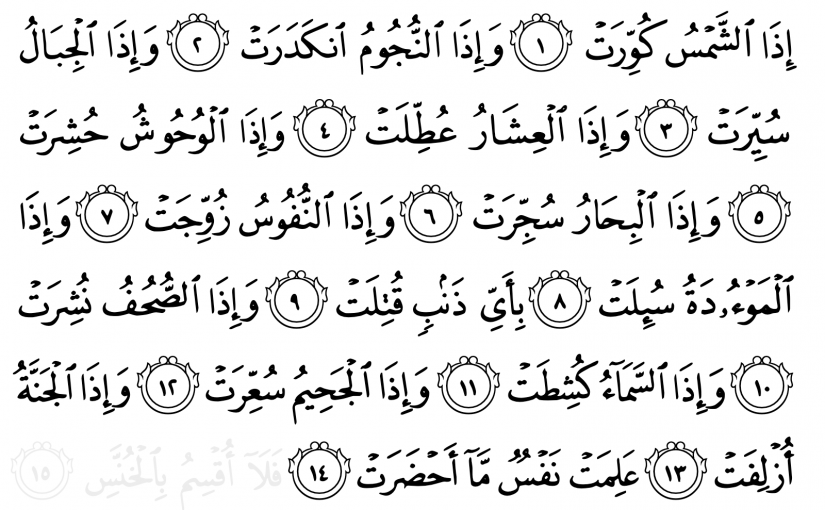 إِذَا ٱلشَّمۡسُ كُوِّرَتۡ ١ وَإِذَا ٱلنُّجُومُ ٱنكَدَرَتۡ ٢ وَإِذَا ٱلۡجِبَالُ
سُيِّرَتۡ ٣ وَإِذَا ٱلۡعِشَارُ عُطِّلَتۡ ٤ وَإِذَا ٱلۡوُحُوشُ حُشِرَتۡ
٥ وَإِذَا ٱلۡبِحَارُ سُجِّرَتۡ ٦ وَإِذَا ٱلنُّفُوسُ زُوِّجَتۡ ٧ وَإِذَا
ٱلۡمَوۡءُۥدَةُ سُئِلَتۡ ٨ بِأَيِّ ذَنۢبٖ قُتِلَتۡ ٩ وَإِذَا ٱلصُّحُفُ نُشِرَتۡ
١٠ وَإِذَا ٱلسَّمَآءُ كُشِطَتۡ ١١ وَإِذَا ٱلۡجَحِيمُ سُعِّرَتۡ ١٢ وَإِذَا ٱلۡجَنَّةُ
أُزۡلِفَتۡ ١٣ عَلِمَتۡ نَفۡسٞ مَّآ أَحۡضَرَتۡ ١٤ فَلَآ أُقۡسِمُ بِٱلۡخُنَّسِ ١٥